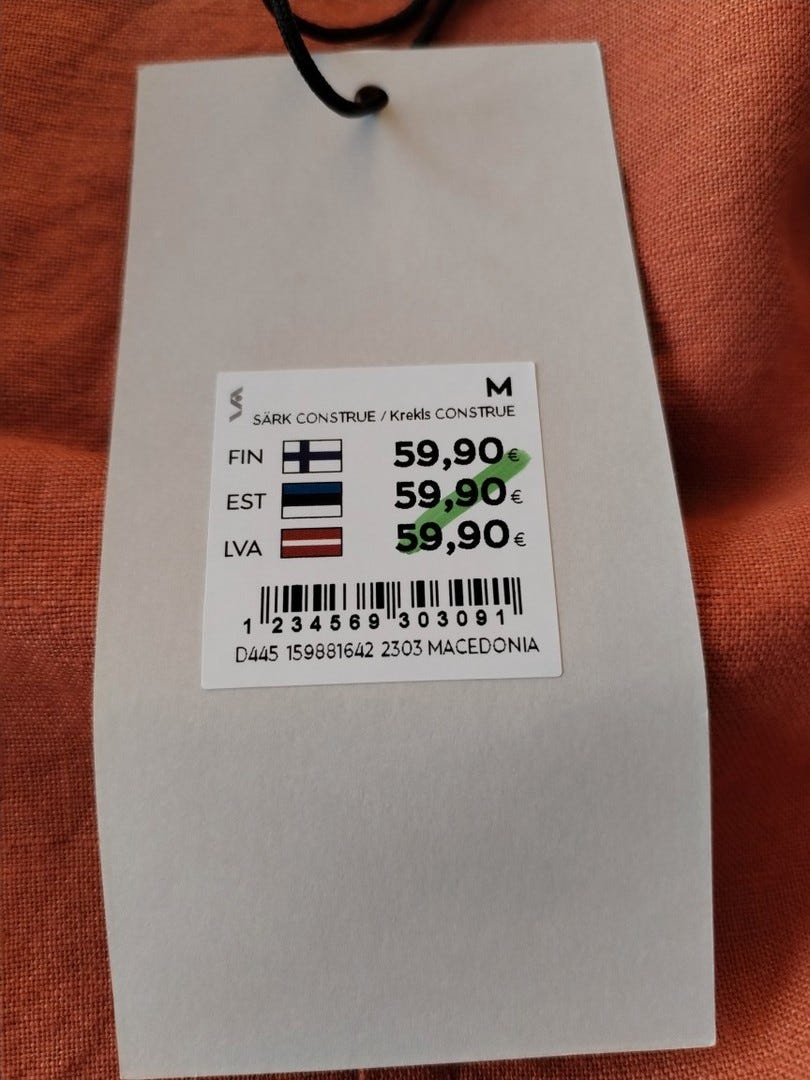 M
SÄRK CONSTRUE / Krekls CONSTRUE
FIN 59,90€
EST 59,90€
LVA 59,90€
1 234569 303091
D445 159881642 2303 MACEDONIA